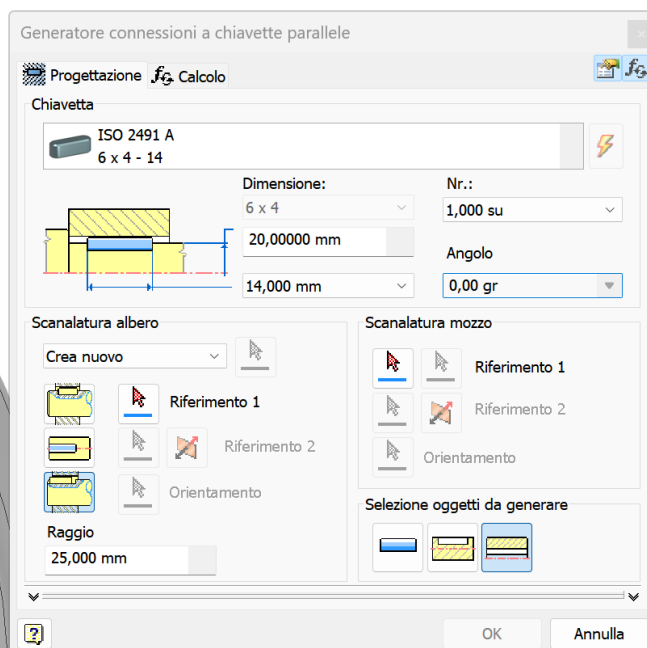 Generatore connessioni a chiavette parallele
Progettazione
Calcolo
Chiavetta
ISO 2491 A
6 x 4 - 14
Dimensione:
Nr.:
6 x 4
1,000 su
20,00000 mm
Angolo
14,000 mm
0,00 gr
Scanalatura albero
Scanalatura mozzo
Crea nuovo
Riferimento 1
Riferimento 1
Riferimento 2
Riferimento 2
Orientamento
Orientamento
Selezione oggetti da generare
Raggio
25,000 mm
OK
Annulla